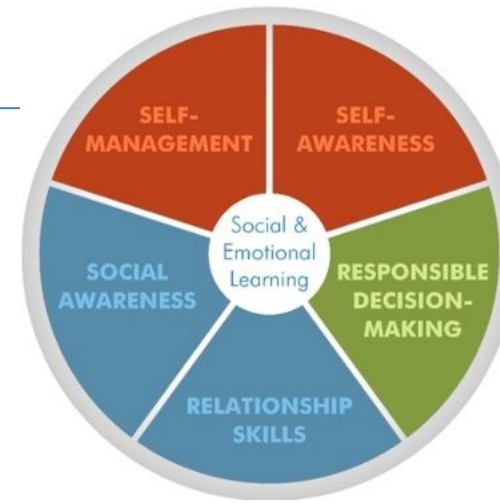 SELF-
MANAGEMENT
SELF-
AWARENESS
Social &
Emotional
Learning
SOCIAL
AWARENESS
RESPONSIBLE
DECISION-
MAKING
RELATIONSHIP
SKILLS